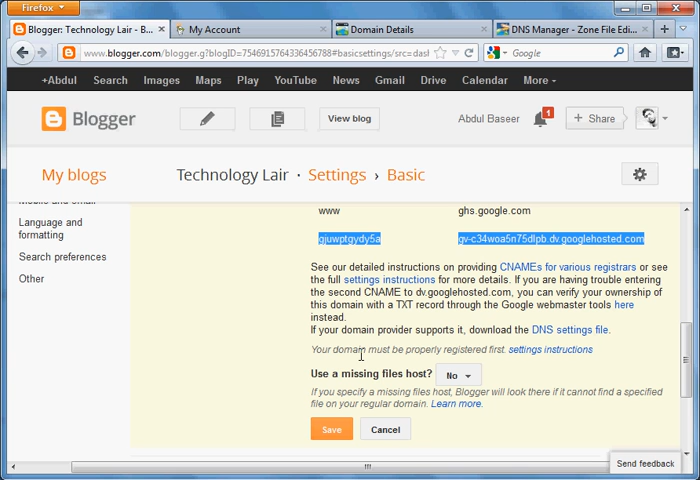 Firefox
Blogger: Technology Lair - B...
My Account
Domain Details
DNS Manager - Zone File Edi...
www.blogger.com/blogger.g?blogID=7546915764336456788#basicsettings/src=dash
Google
+Abdul Search Images Maps Play YouTube News Gmail Drive Calendar More
Blogger
View blog
Abdul Baseer
1
+ Share
My blogs
Technology Lair · Settings › Basic
Language and
formatting
Search preferences
Other
www ghs.google.com
gjuwptgydy5a gv-c34woa5n75dlpb.dv.googlehosted.com
See our detailed instructions on providing CNAMEs for various registrars or see
the full settings instructions for more details. If you are having trouble entering
the second CNAME to dv.googlehosted.com, you can verify your ownership of
this domain with a TXT record through the Google webmaster tools here
instead.
If your domain provider supports it, download the DNS settings file.
Your domain must be properly registered first. settings instructions
Use a missing files host? No
If you specify a missing files host, Blogger will look there if it cannot find a specified
file on your regular domain. Learn more.
Save
Cancel
Send feedback